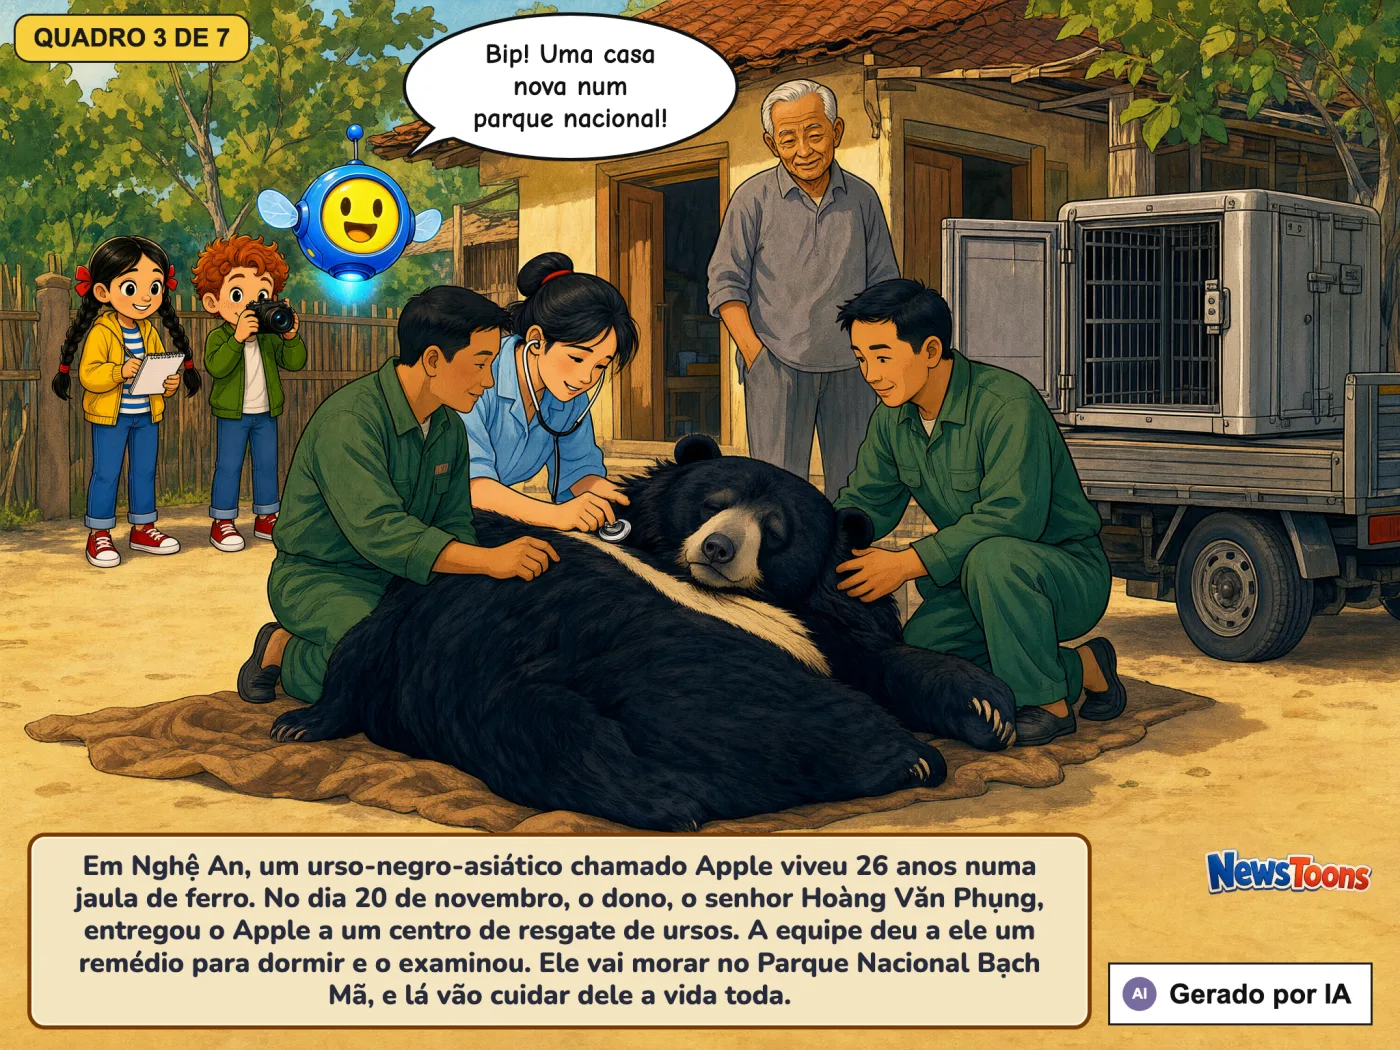 QUADRO 3 DE 7
Bip! Uma casa
nova num
parque nacional!
Em Nghệ An, um urso-negro-asiático chamado Apple viveu 26 anos numa
jaula de ferro. No dia 20 de novembro, o dono, o senhor Hoàng Văn Phụng,
entregou o Apple a um centro de resgate de ursos. A equipe deu a ele um
remédio para dormir e o examinou. Ele vai morar no Parque Nacional Bạch
Mã, e lá vão cuidar dele a vida toda.
NewsToons
AI Gerado por IA